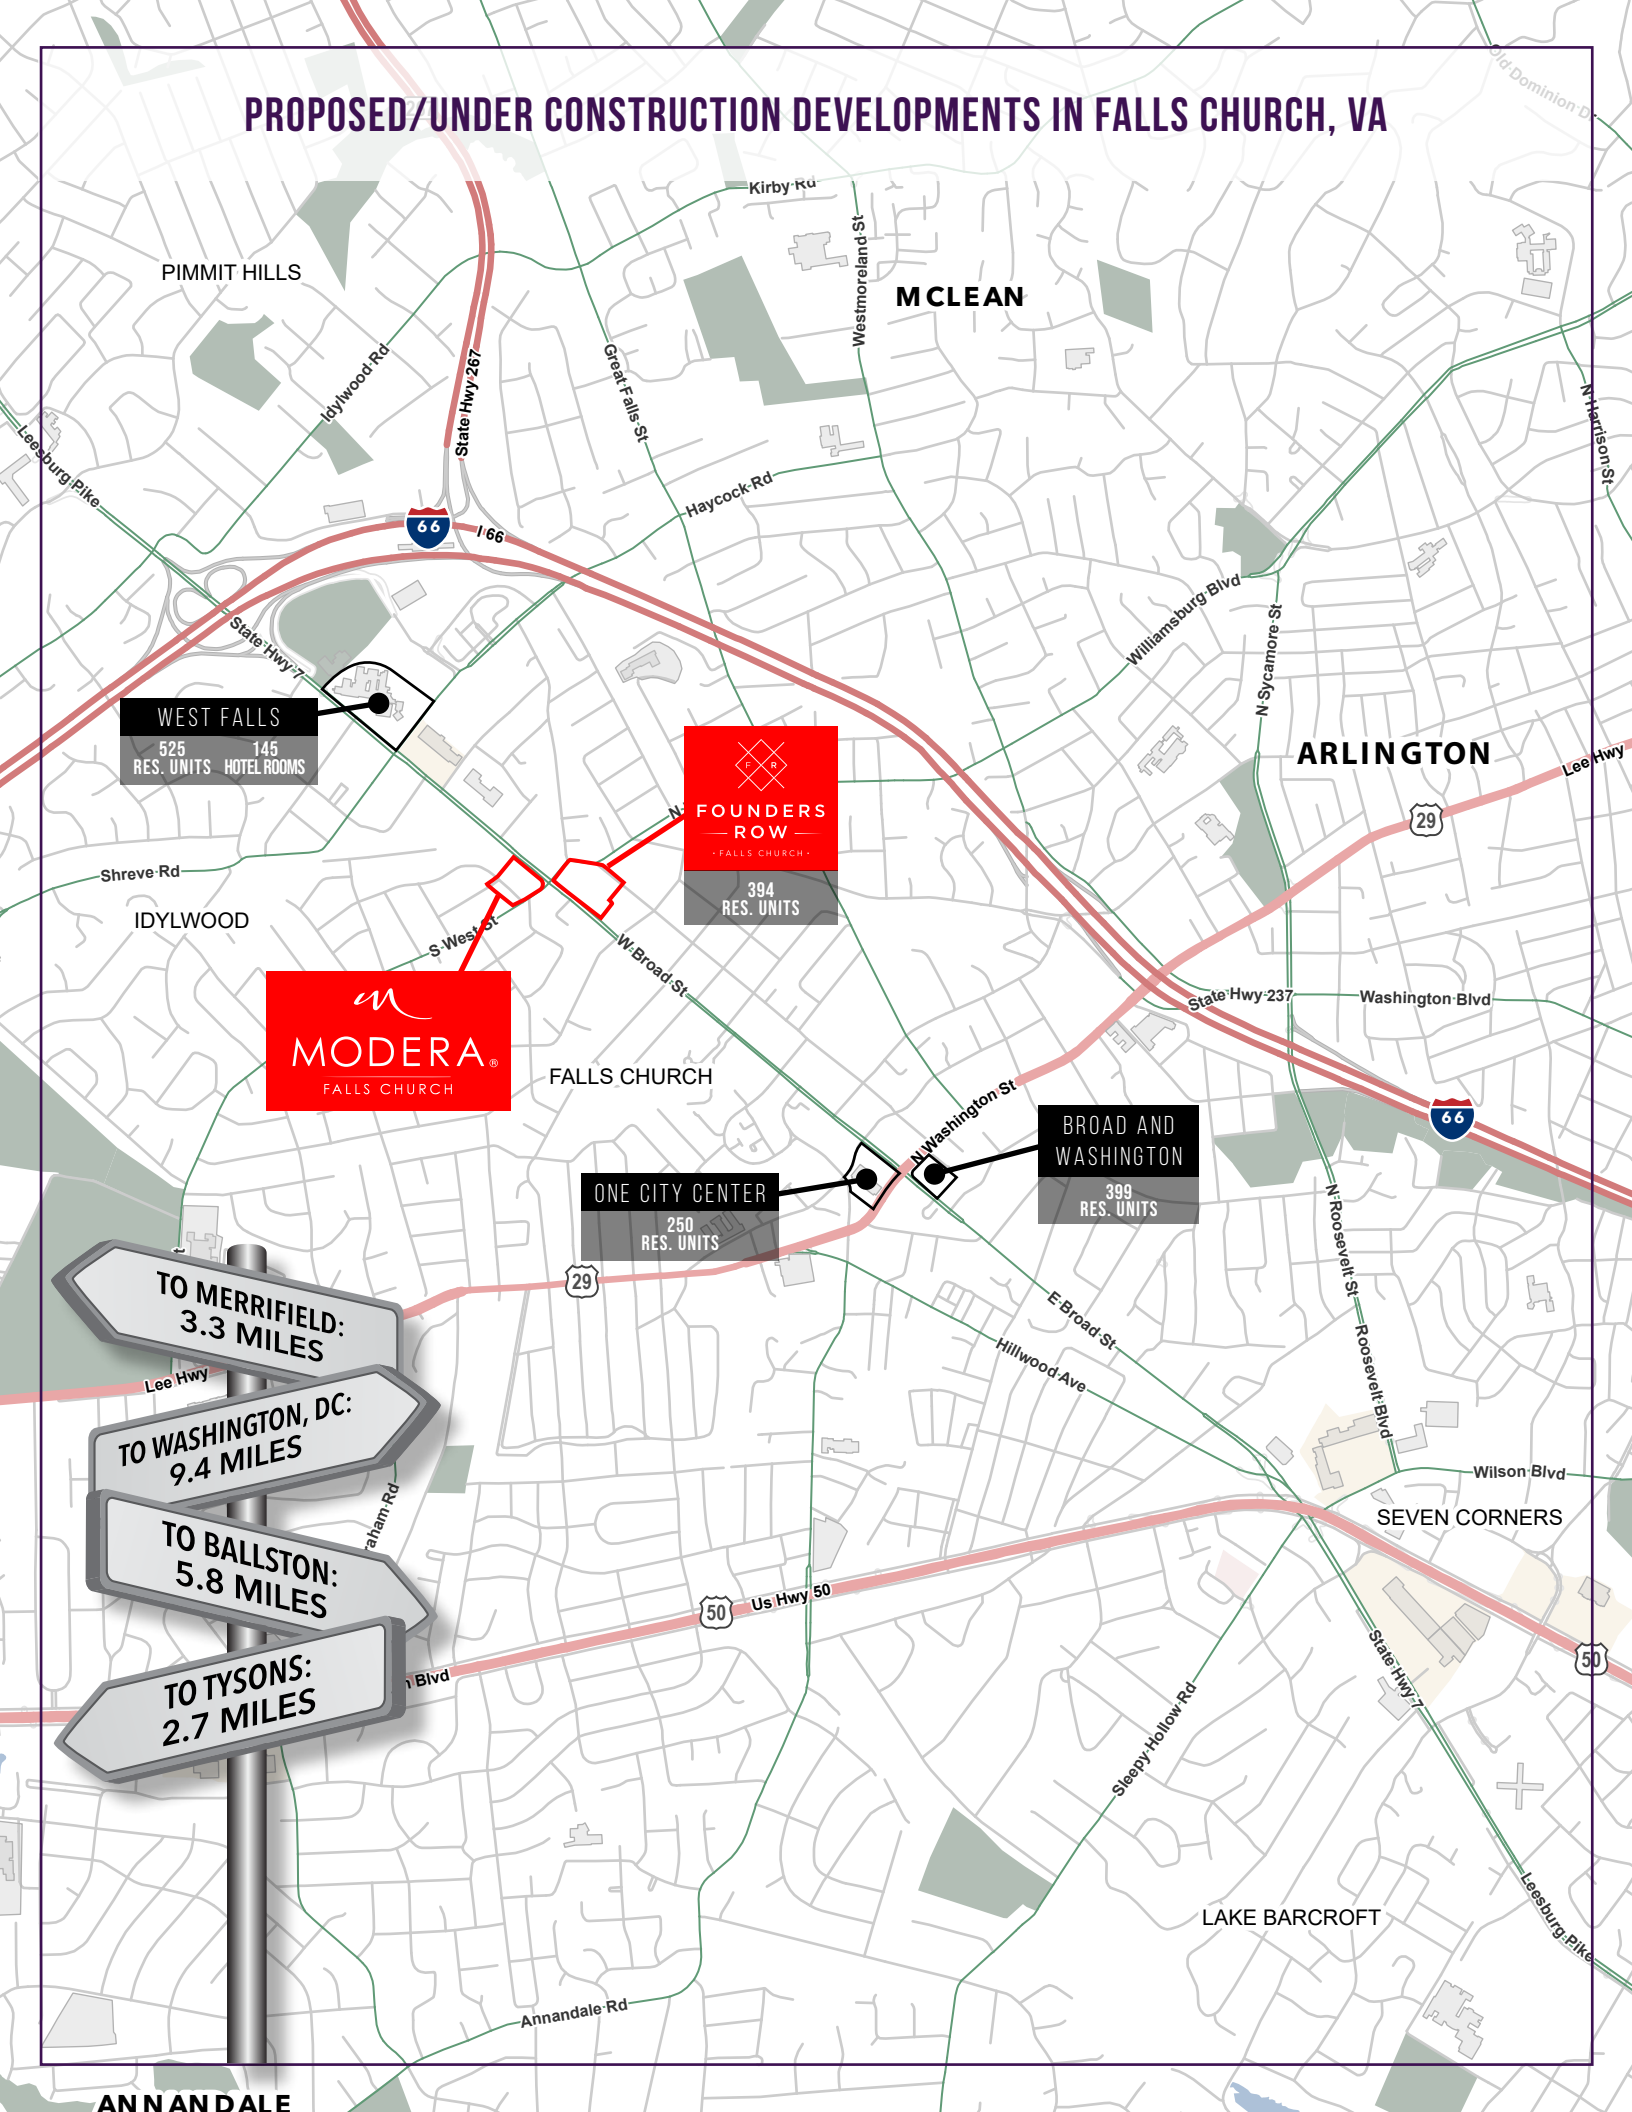 PROPOSED/UNDER CONSTRUCTION DEVELOPMENTS IN FALLS CHURCH, VA
Old Dominion Dr
Kirby Rd
Westmoreland St
PIMMIT HILLS
MCLEAN
Idylwood Rd
State Hwy 267
Great Falls St
N Harrison St
Leesburg Pike
Haycock Rd
66
I 66
Williamsburg Blvd
N Sycamore St
State Hwy 7
WEST FALLS
525
RES. UNITS
145
HOTEL ROOMS
F R
FOUNDERS
ROW
· FALLS CHURCH ·
394
RES. UNITS
N
ARLINGTON
Lee Hwy
29
Shreve Rd
IDYLWOOD
S West St
W Broad St
State Hwy 237
Washington Blvd
m
MODERA®
FALLS CHURCH
FALLS CHURCH
N Washington St
66
BROAD AND
WASHINGTON
399
RES. UNITS
ONE CITY CENTER
250
RES. UNITS
29
N Roosevelt St
E Broad St
Hillwood Ave
Roosevelt Blvd
t
TO MERRIFIELD:
3.3 MILES
Lee Hwy
TO WASHINGTON, DC:
9.4 MILES
raham Rd
TO BALLSTON:
5.8 MILES
TO TYSONS:
2.7 MILES
n Blvd
Wilson Blvd
SEVEN CORNERS
50
Us Hwy 50
50
State Hwy 7
Sleepy Hollow Rd
LAKE BARCROFT
Leesburg Pike
Annandale Rd
ANNANDALE